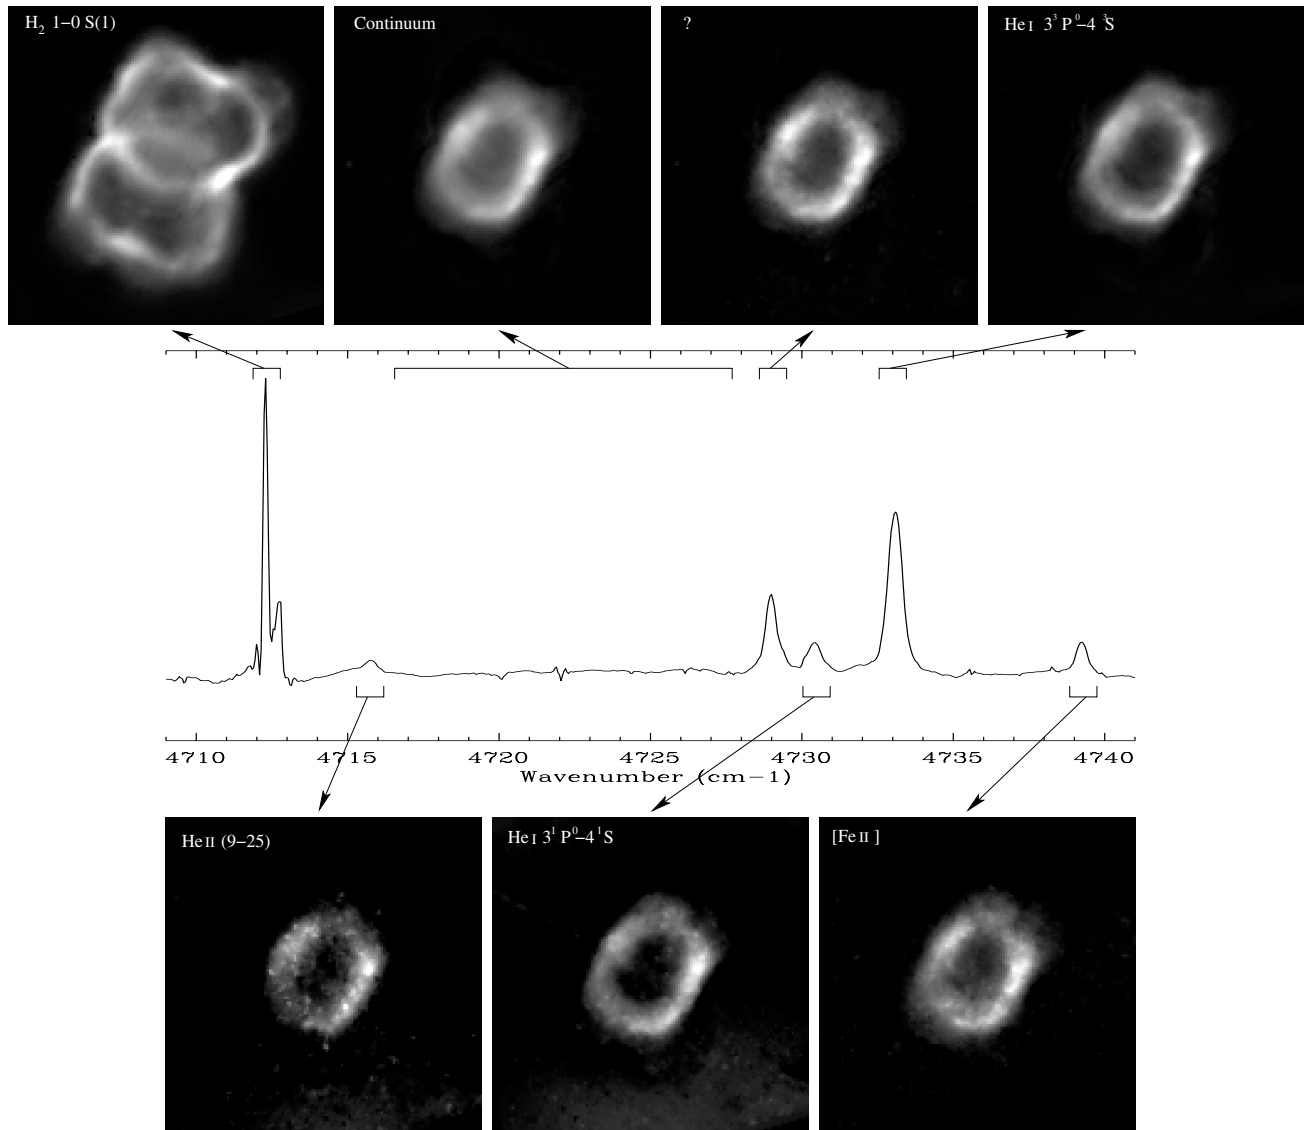 H₂ 1−0 S(1)
Continuum
?
He I 3³P⁰−4³S
4710 4715 4720 4725 4730 4735 4740
Wavenumber (cm−1)
He II (9−25)
He I 3¹P⁰−4¹S
[Fe II ]